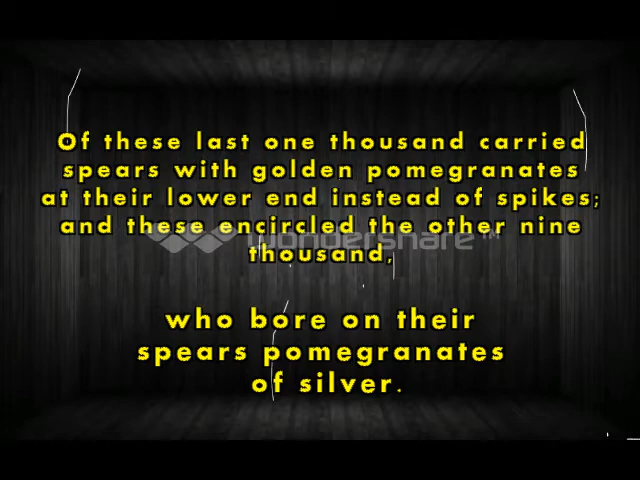 Of these last one thousand carried
spears with golden pomegranates
at their lower end instead of spikes;
and these encircled the other nine
wondershare™
thousand,
who bore on their
spears pomegranates
of silver.